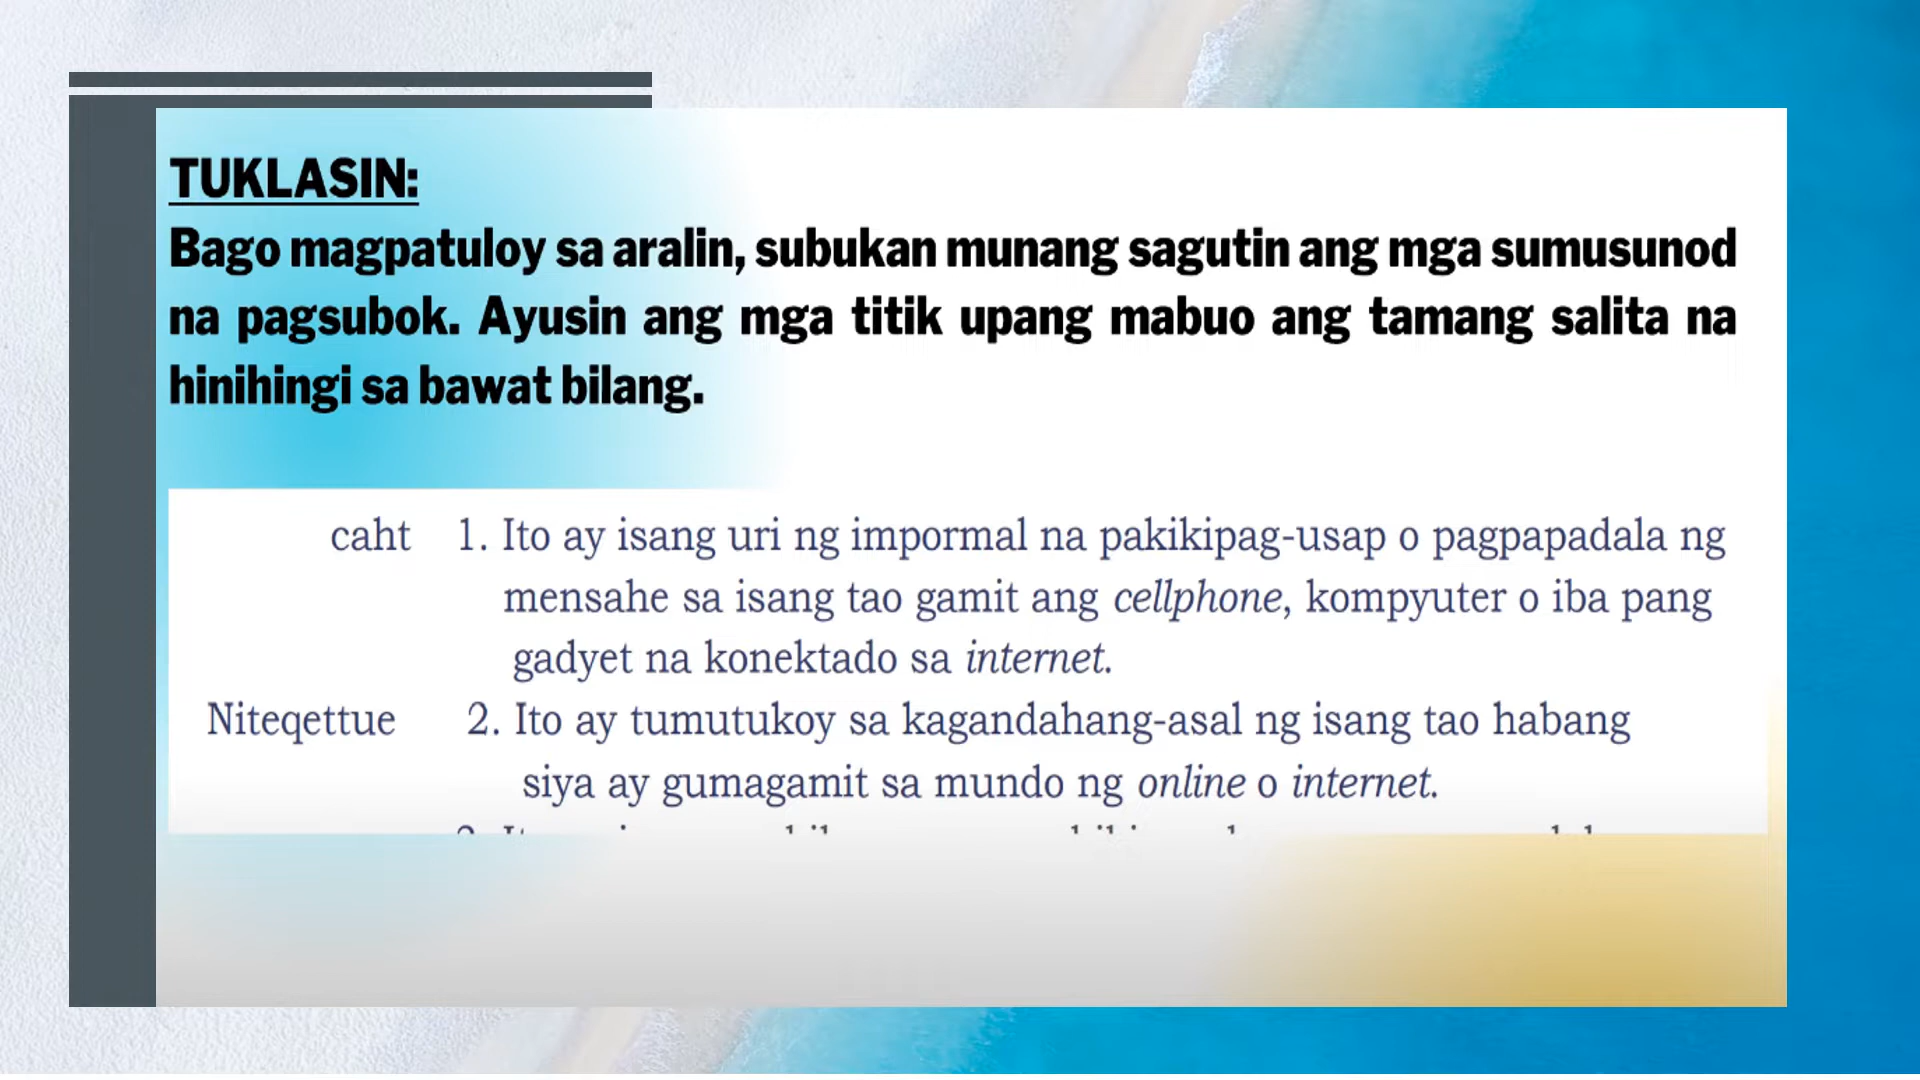 TUKLASIN:
Bago magpatuloy sa aralin, subukan munang sagutin ang mga sumusunod
na pagsubok. Ayusin ang mga titik upang mabuo ang tamang salita na
hinihingi sa bawat bilang.
caht 1. Ito ay isang uri ng impormal na pakikipag-usap o pagpapadala ng
mensahe sa isang tao gamit ang cellphone, kompyuter o iba pang
gadyet na konektado sa internet.
Niteqettue 2. Ito ay tumutukoy sa kagandahang-asal ng isang tao habang
siya ay gumagamit sa mundo ng online o internet.